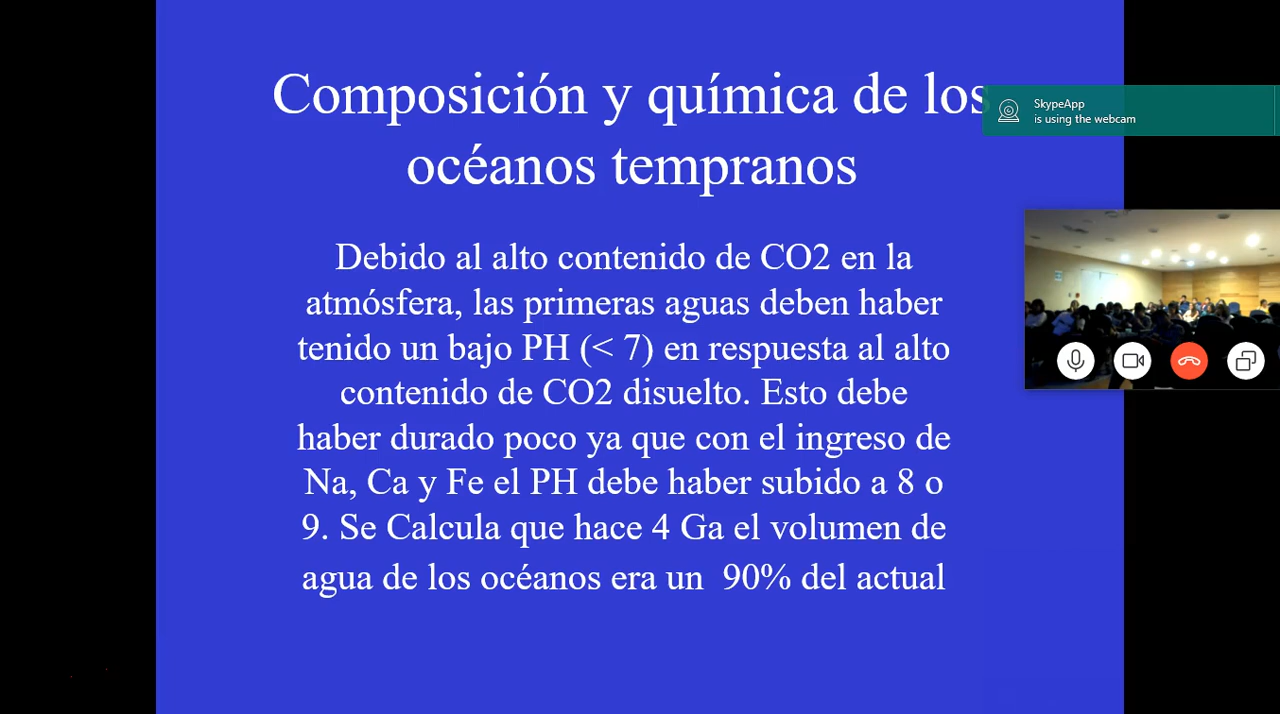 Composición y química de los
océanos tempranos
SkypeApp
is using the webcam
Debido al alto contenido de CO2 en la
atmósfera, las primeras aguas deben haber
tenido un bajo PH (< 7) en respuesta al alto
contenido de CO2 disuelto. Esto debe
haber durado poco ya que con el ingreso de
Na, Ca y Fe el PH debe haber subido a 8 o
9. Se Calcula que hace 4 Ga el volumen de
agua de los océanos era un  90% del actual